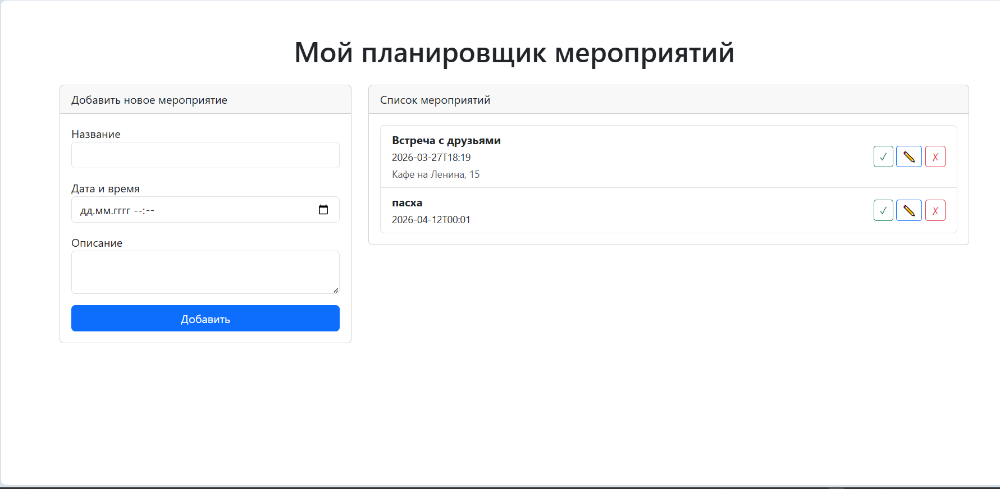 Мой планировщик мероприятий
Добавить новое мероприятие
Название
Дата и время
дд.мм.гггг --:--
Описание
Добавить
Список мероприятий
Встреча с друзьями
2026-03-27T18:19
Кафе на Ленина, 15
✓ ✏️ ✗
пасха
2026-04-12T00:01
✓ ✏️ ✗